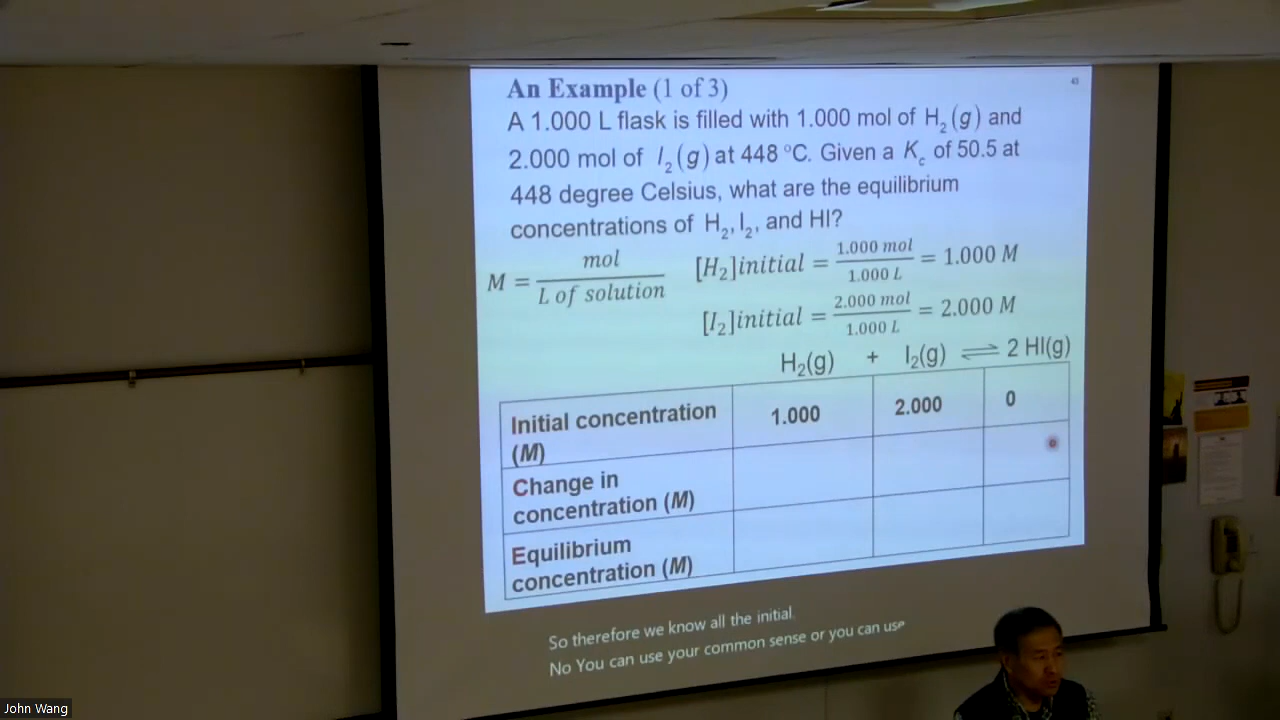 An Example (1 of 3)
A 1.000 L flask is filled with 1.000 mol of H₂(g) and
2.000 mol of I₂(g) at 448 °C. Given a K_c of 50.5 at
448 degree Celsius, what are the equilibrium
concentrations of H₂, I₂, and HI?
M = mol / L of solution
[H₂]initial = 1.000 mol / 1.000 L = 1.000 M
[I₂]initial = 2.000 mol / 1.000 L = 2.000 M
H₂(g) + I₂(g) ⇌ 2 HI(g)
Initial concentration 1.000 2.000 0
(M)
Change in
concentration (M)
Equilibrium
concentration (M)
So therefore we know all the initial.
No You can use your common sense or you can use
John Wang